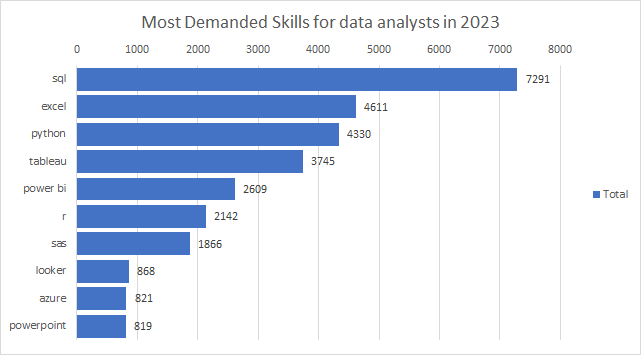 Most Demanded Skills for data analysts in 2023
0 1000 2000 3000 4000 5000 6000 7000 8000
sql 7291
excel 4611
python 4330
tableau 3745
power bi 2609
r 2142
Total
sas 1866
looker 868
azure 821
powerpoint 819